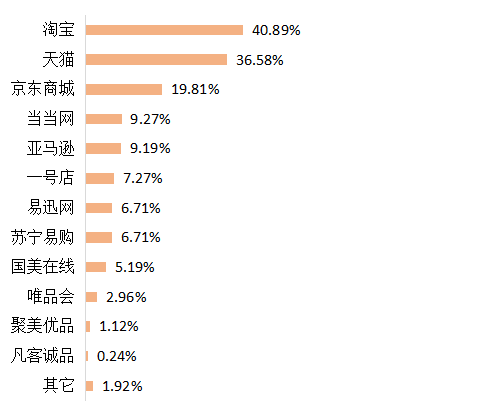 淘宝 40.89%
天猫 36.58%
京东商城 19.81%
当当网 9.27%
亚马逊 9.19%
一号店 7.27%
易迅网 6.71%
苏宁易购 6.71%
国美在线 5.19%
唯品会 2.96%
聚美优品 1.12%
凡客诚品 0.24%
其它 1.92%